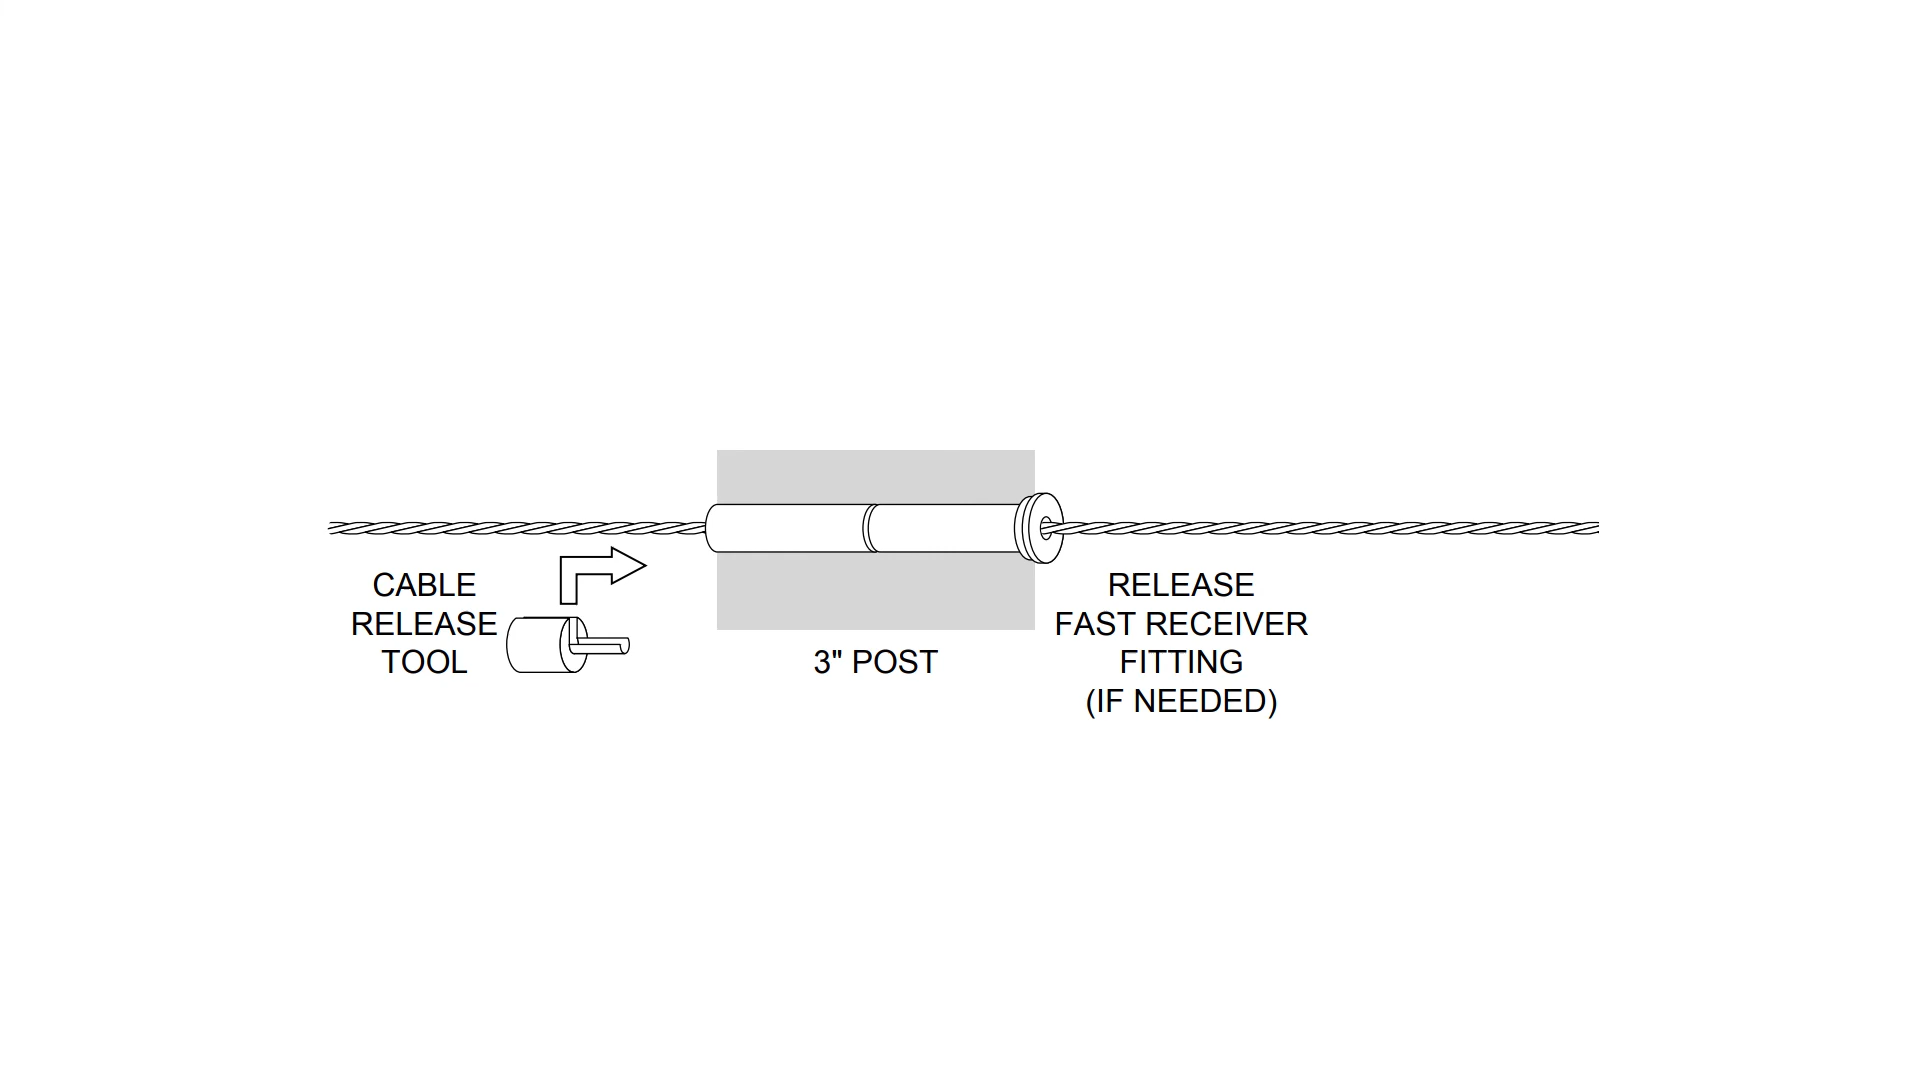 CABLE
RELEASE
TOOL
3" POST
RELEASE
FAST RECEIVER
FITTING
(IF NEEDED)